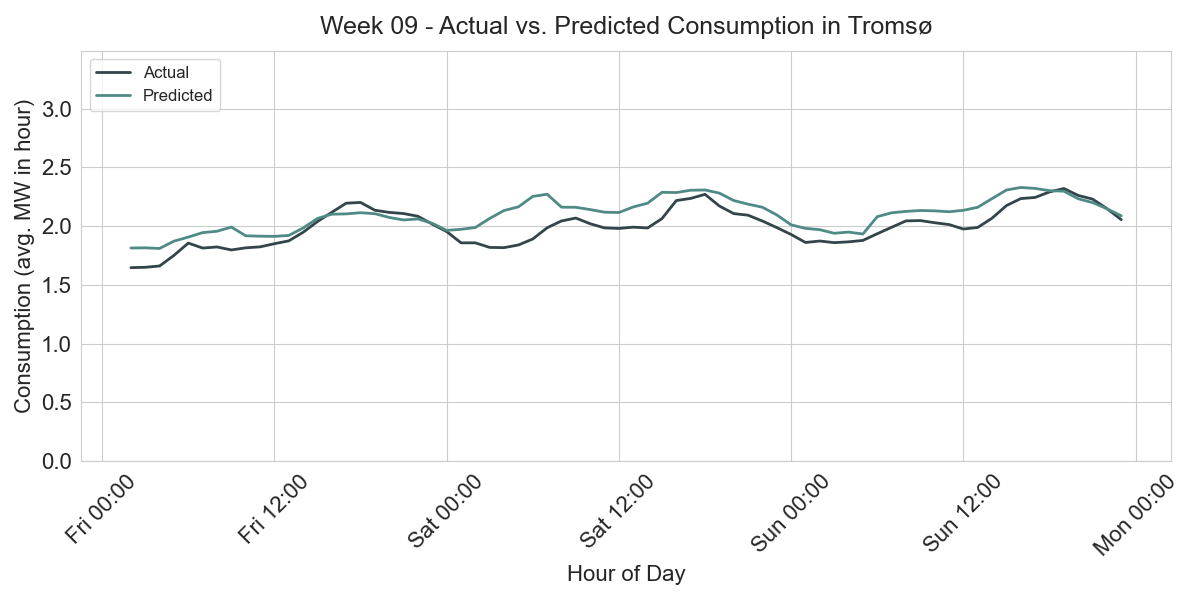 Week 09 - Actual vs. Predicted Consumption in Tromsø
Actual
Predicted
Consumption (avg. MW in hour)
3.0
2.5
2.0
1.5
1.0
0.5
0.0
Fri 00:00
Fri 12:00
Sat 00:00
Sat 12:00
Sun 00:00
Sun 12:00
Mon 00:00
Hour of Day